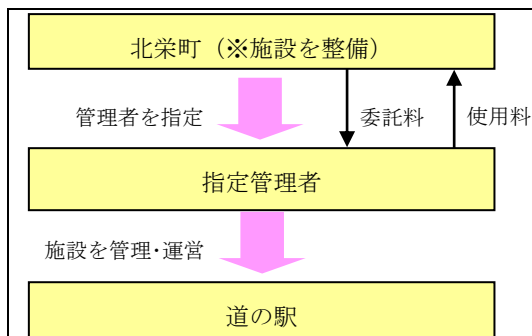 北栄町（※施設を整備）
管理者を指定
委託料
使用料
指定管理者
施設を管理･運営
道の駅